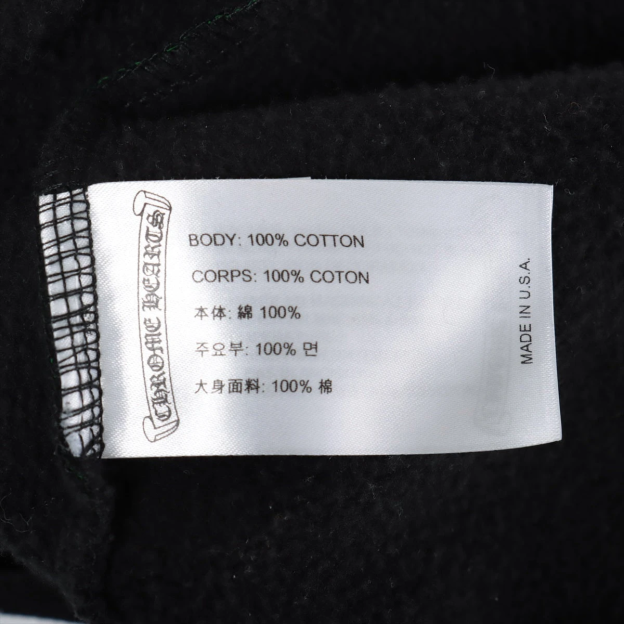 CHROME HEARTS
BODY: 100% COTTON
CORPS: 100% COTON
本体: 綿 100%
주요부: 100% 면
大身面料: 100% 棉
MADE IN U.S.A.